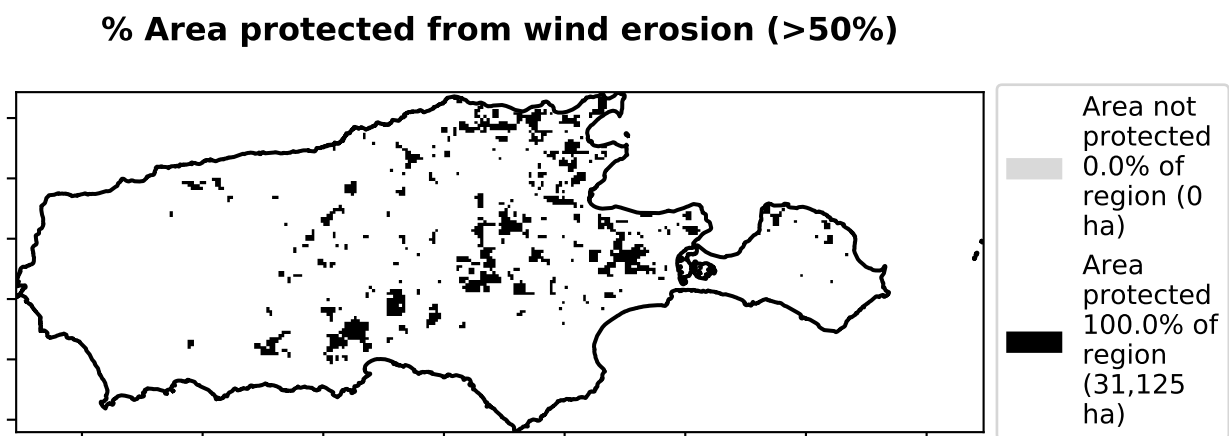 % Area protected from wind erosion (>50%)
Area not
protected
0.0% of
region (0
ha)
Area
protected
100.0% of
region
(31,125
ha)